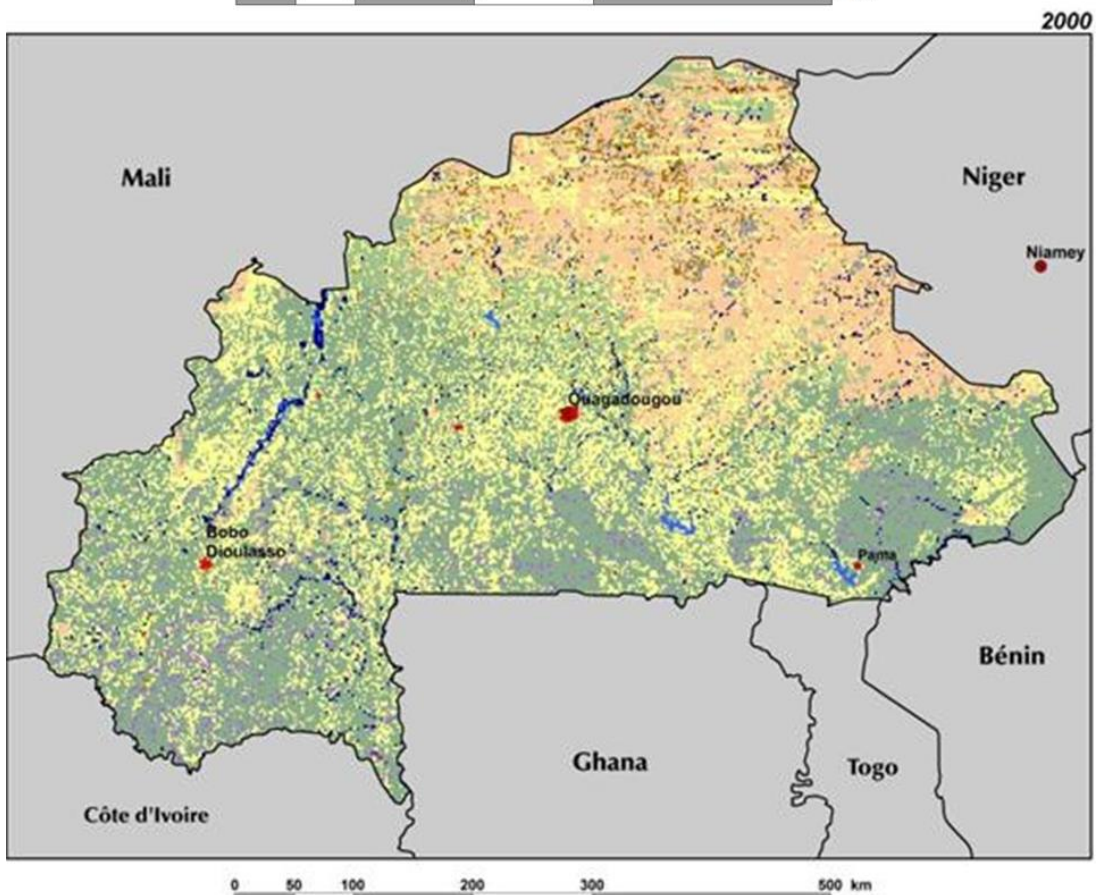 2000
Mali
Niger
Niamey
Ouagadougou
Bobo
Dioulasso
Pama
Bénin
Ghana
Togo
Côte d'Ivoire
0 50 100 200 300 500 km